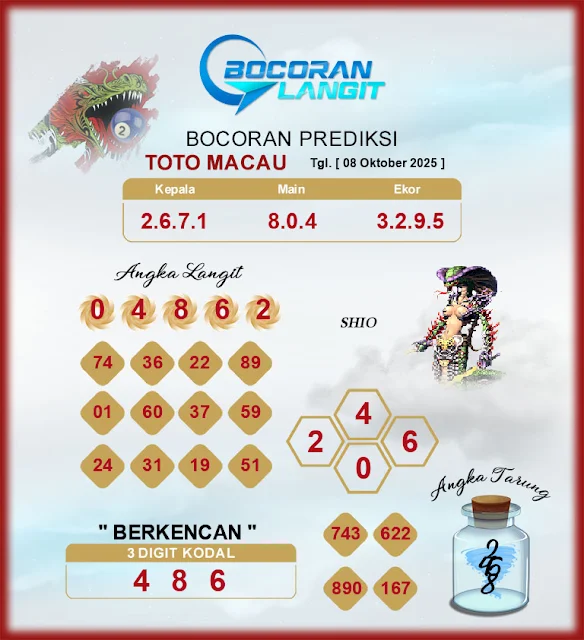 BOCORAN
LANGIT
2
BOCORAN PREDIKSI
TOTO MACAU Tgl. [ 08 Oktober 2025 ]
Kepala Main Ekor
2.6.7.1 8.0.4 3.2.9.5
Angka Langit
0 4 8 6 2
SHIO
74 36 22 89
01 60 37 59
24 31 19 51
4
2 6
0
Angka Tarung
" BERKENCAN "
3 DIGIT KODAL
4 8 6
743 622
890 167